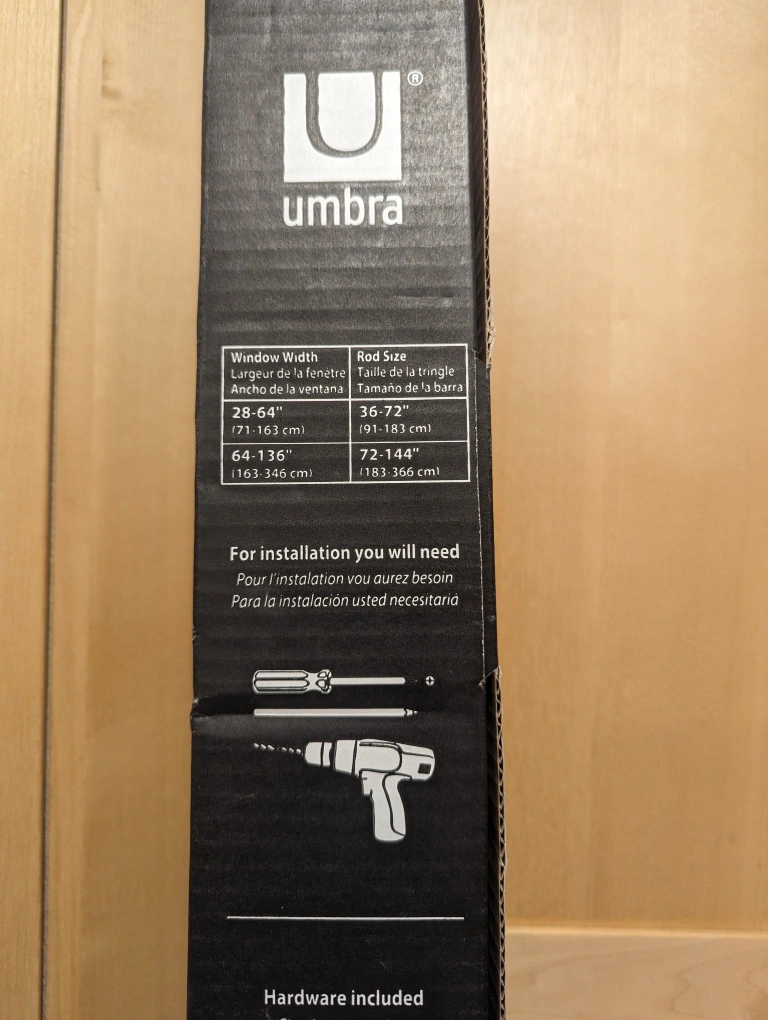 U®
umbra
Window Width
Largeur de la fenêtre
Ancho de la ventana
Rod Size
Taille de la tringle
Tamaño de la barra
28-64"
(71-163 cm)
36-72"
(91-183 cm)
64-136"
(163-346 cm)
72-144"
(183-366 cm)
For installation you will need
Pour l'instalation vou aurez besoin
Para la instalación usted necesitaría
Hardware included